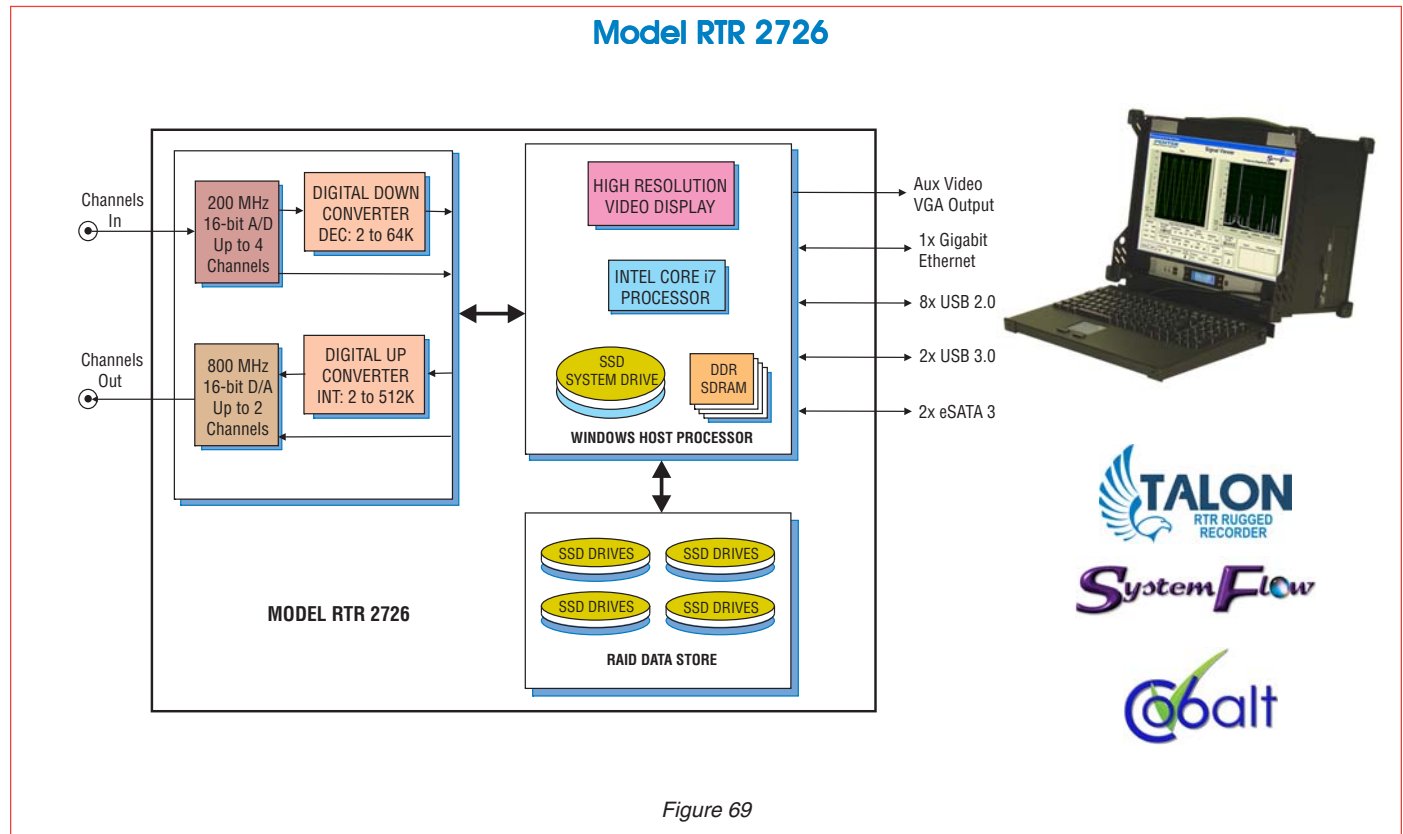 Model RTR 2726
Channels
In
200 MHz
16-bit A/D
Up to 4
Channels
DIGITAL DOWN
CONVERTER
DEC: 2 to 64K
Channels
Out
800 MHz
16-bit D/A
Up to 2
Channels
DIGITAL UP
CONVERTER
INT: 2 to 512K
MODEL RTR 2726
HIGH RESOLUTION
VIDEO DISPLAY
INTEL CORE i7
PROCESSOR
SSD
SYSTEM DRIVE
DDR
SDRAM
WINDOWS HOST PROCESSOR
SSD DRIVES
SSD DRIVES
SSD DRIVES
SSD DRIVES
RAID DATA STORE
Aux Video
VGA Output
1x Gigabit
Ethernet
8x USB 2.0
2x USB 3.0
2x eSATA 3
Signal Viewer
TALON
RTR RUGGED
RECORDER
SystemFlow
Cobalt
Figure 69